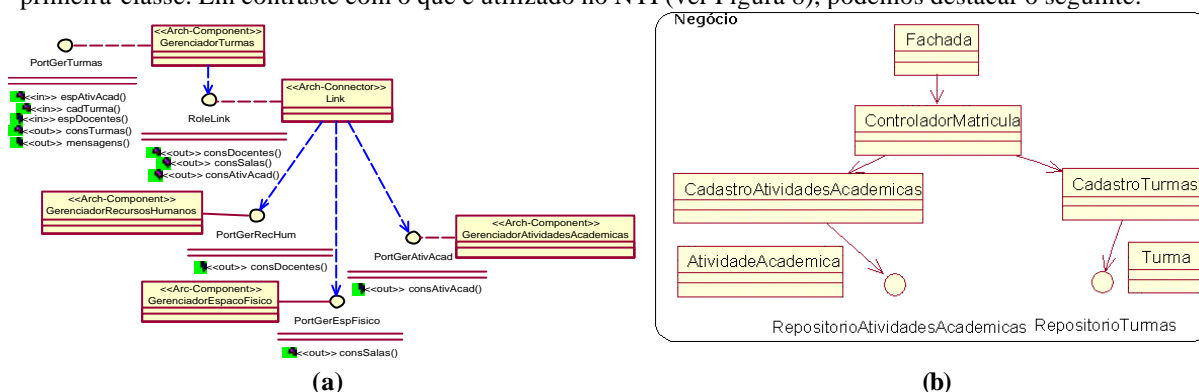 primeira-classe. Em contraste com o que é utilizado no NTI (ver Figura 8), podemos destacar o seguinte:
<<Arch-Component>>
GerenciadorTurmas
PortGerTurmas
<<in>> espAtivAcad()
<<in>> cadTurma()
<<in>> espDocentes()
<<out>> consTurmas()
<<out>> mensagens()
RoleLink
<<out>> consDocentes()
<<out>> consSalas()
<<out>> consAtivAcad()
<<Arch-Connector>>
Link
<<Arch-Component>>
GerenciadorRecursosHumanos
PortGerRecHum
<<out>> consDocentes()
<<Arch-Component>>
GerenciadorAtividadesAcademicas
PortGerAtivAcad
<<out>> consAtivAcad()
<<Arc-Component>>
GerenciadorEspacoFisico
PortGerEspFisico
<<out>> consSalas()
(a)
Negócio
Fachada
ControladorMatricula
CadastroAtividadesAcademicas
CadastroTurmas
AtividadeAcademica
Turma
RepositorioAtividadesAcademicas
RepositorioTurmas
(b)